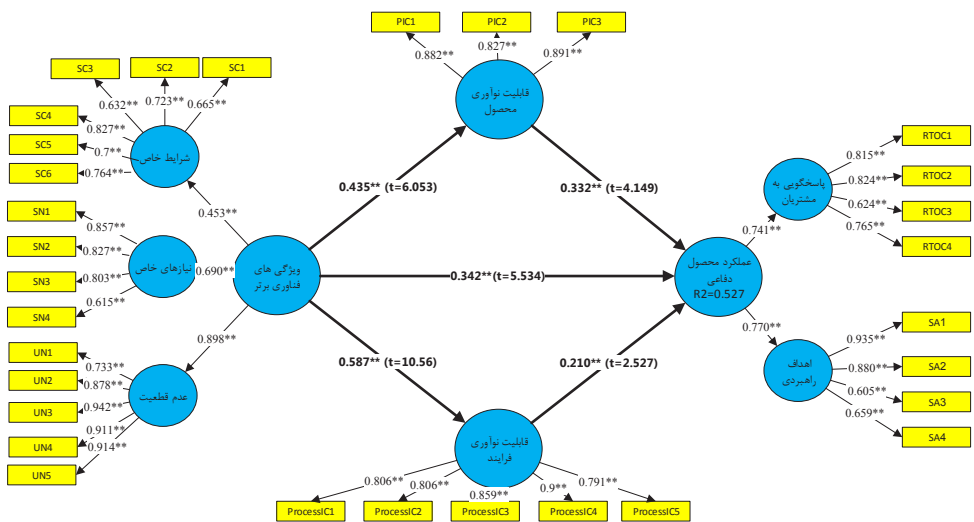 PIC1
PIC2
PIC3
0.882**
0.827**
0.891**
قابلیت نوآوری
محصول
SC3
SC2
SC1
0.632**
0.723**
0.665**
SC4
0.827**
SC5
0.7**
SC6
0.764**
شرایط خاص
0.453**
SN1
0.857**
SN2
0.827**
SN3
0.803**
SN4
0.615**
نیازهای خاص
0.690**
ویژگی های
فناوری برتر
0.898**
UN1
0.733**
UN2
0.878**
UN3
0.942**
UN4
0.911**
UN5
0.914**
عدم قطعیت
0.435** (t=6.053)
0.332** (t=4.149)
0.342**(t=5.534)
0.587** (t=10.56)
0.210** (t=2.527)
عملکرد محصول
دفاعی
R2=0.527
0.741**
پاسخگویی به
مشتریان
0.815**
RTOC1
0.824**
RTOC2
0.624**
RTOC3
0.765**
RTOC4
0.770**
اهداف
راهبردی
0.935**
SA1
0.880**
SA2
0.605**
SA3
0.659**
SA4
قابلیت نوآوری
فرایند
0.806**
0.806**
0.859**
0.9**
0.791**
ProcessIC1
ProcessIC2
ProcessIC3
ProcessIC4
ProcessIC5